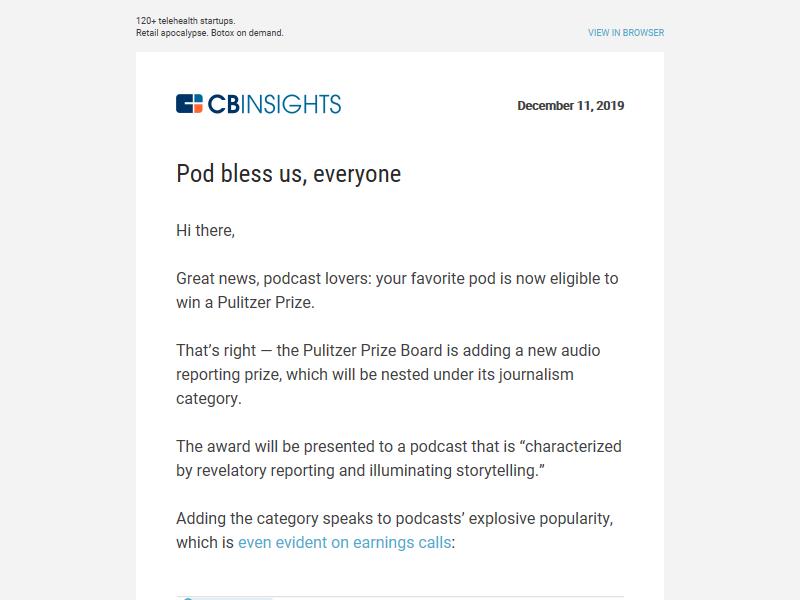 120+ telehealth startups.
Retail apocalypse. Botox on demand.
VIEW IN BROWSER
CBINSIGHTS
December 11, 2019
Pod bless us, everyone
Hi there,
Great news, podcast lovers: your favorite pod is now eligible to
win a Pulitzer Prize.
That’s right — the Pulitzer Prize Board is adding a new audio
reporting prize, which will be nested under its journalism
category.
The award will be presented to a podcast that is “characterized
by revelatory reporting and illuminating storytelling.”
Adding the category speaks to podcasts’ explosive popularity,
which is even evident on earnings calls: